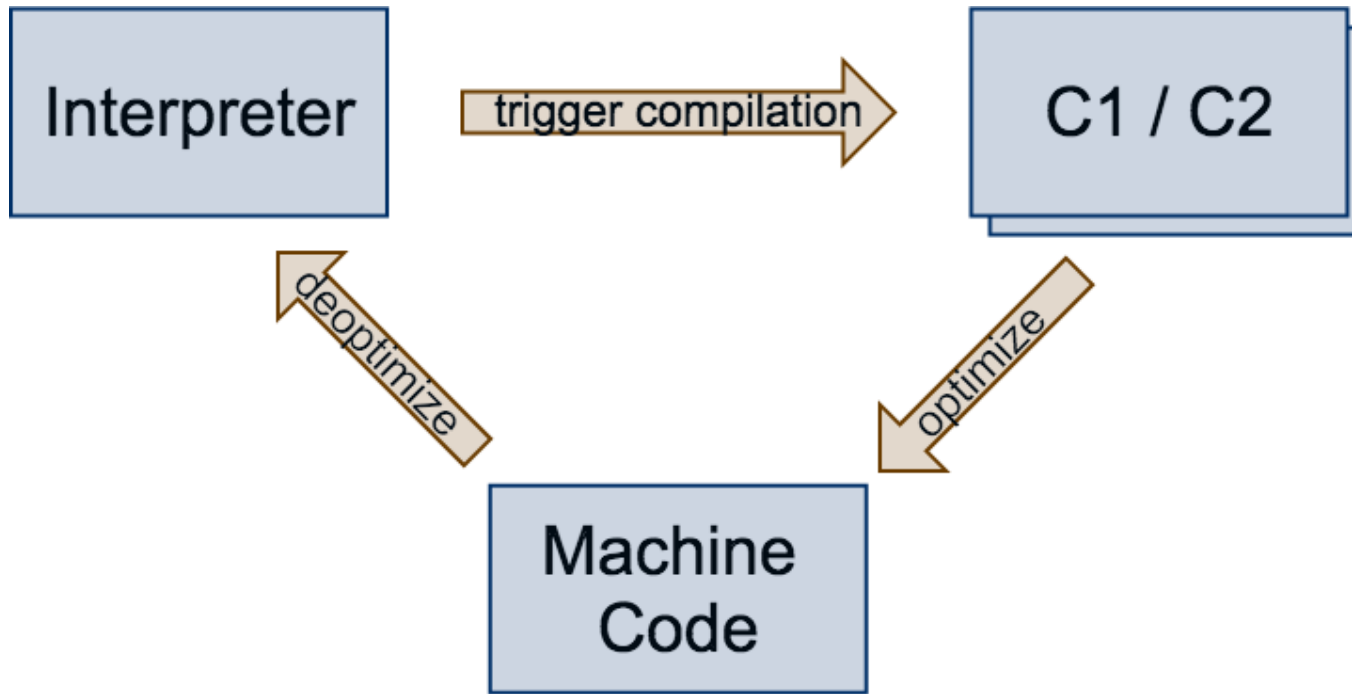 Interpreter
trigger compilation
C1 / C2
deoptimize
optimize
Machine
Code